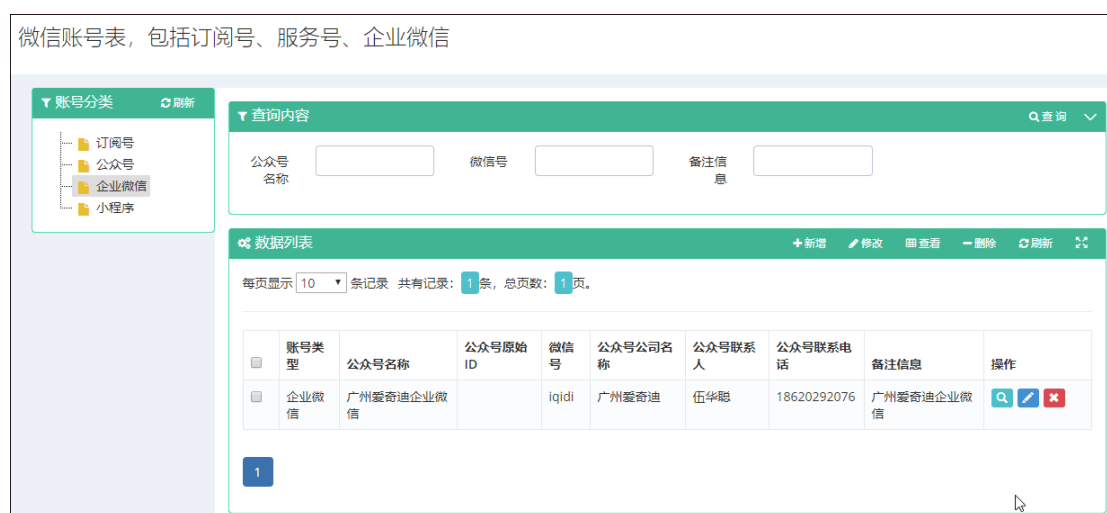 微信账号表，包括订阅号、服务号、企业微信
账号分类 刷新
订阅号
公众号
企业微信
小程序
查询内容 查询
公众号名称 微信号 备注信息
数据列表 新增 修改 查看 删除 刷新
每页显示 10 条记录 共有记录：1条，总页数：1页。
账号类型 公众号名称 公众号原始ID 微信号 公众号公司名称 公众号联系人 公众号联系电话 备注信息 操作
企业微信 广州爱奇迪企业微信 iqidi 广州爱奇迪 伍华聪 18620292076 广州爱奇迪企业微信
1